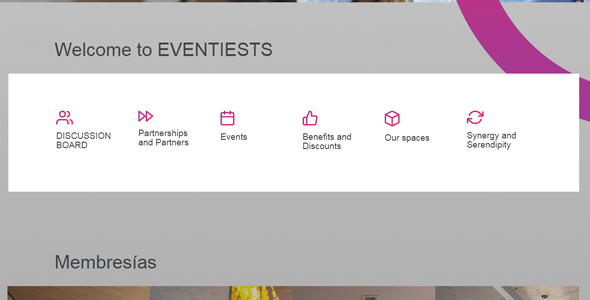 Welcome to EVENTIESTS
DISCUSSION
BOARD
Partnerships
and Partners
Events
Benefits and
Discounts
Our spaces
Synergy and
Serendipity
Membresías